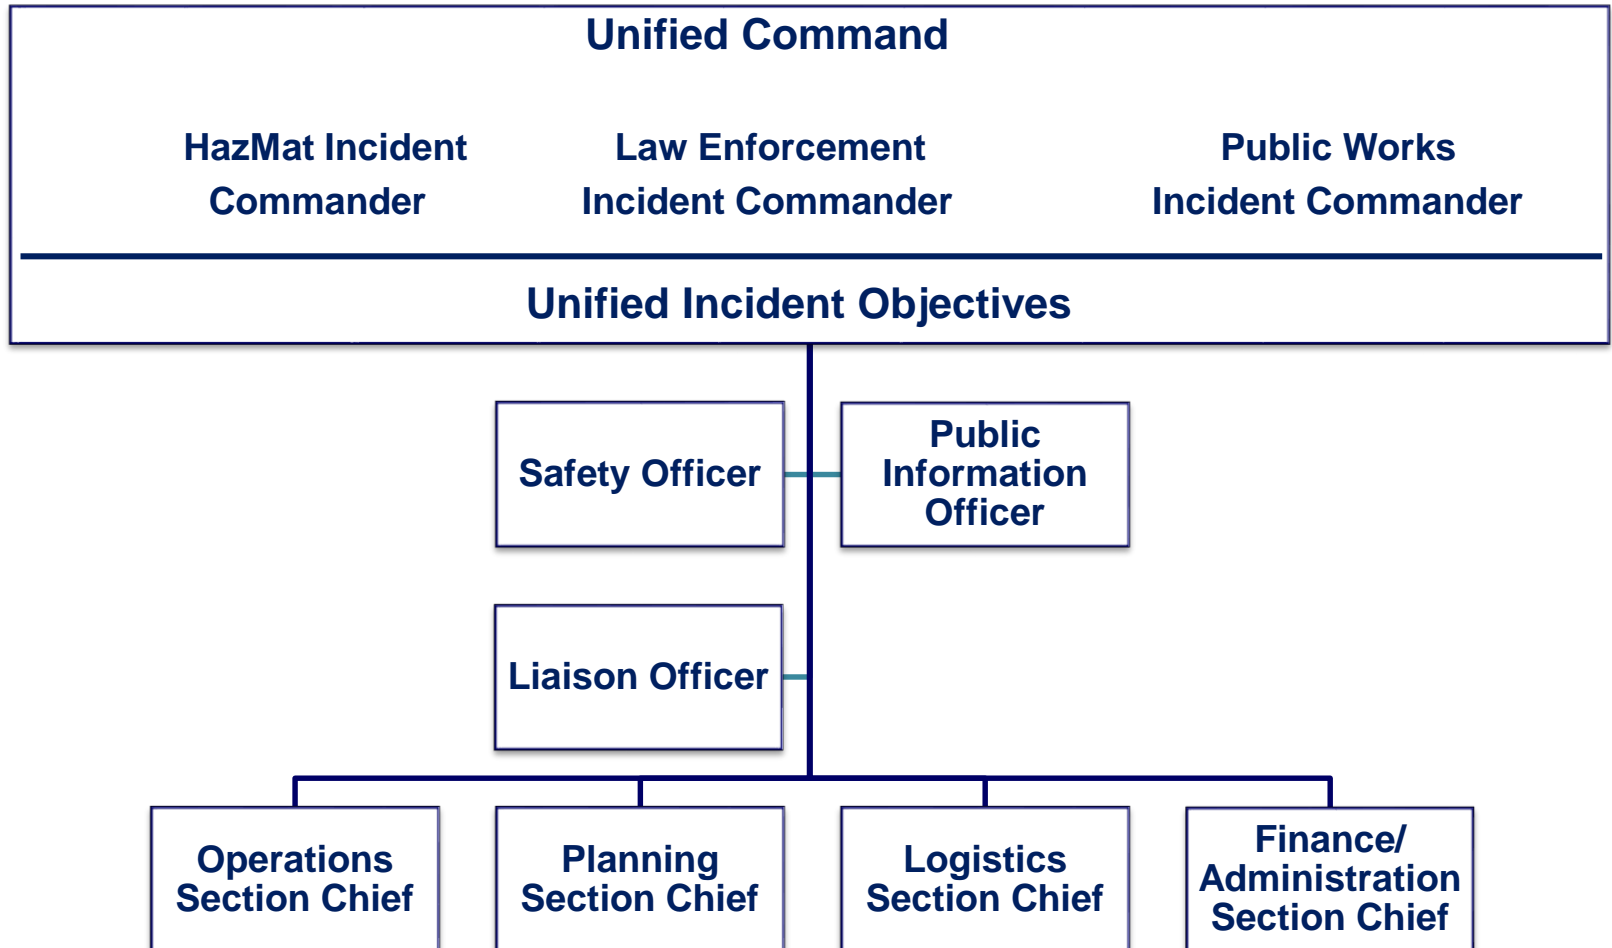 Unified Command
HazMat Incident
Commander
Law Enforcement
Incident Commander
Public Works
Incident Commander
Unified Incident Objectives
Safety Officer
Public
Information
Officer
Liaison Officer
Operations
Section Chief
Planning
Section Chief
Logistics
Section Chief
Finance/
Administration
Section Chief